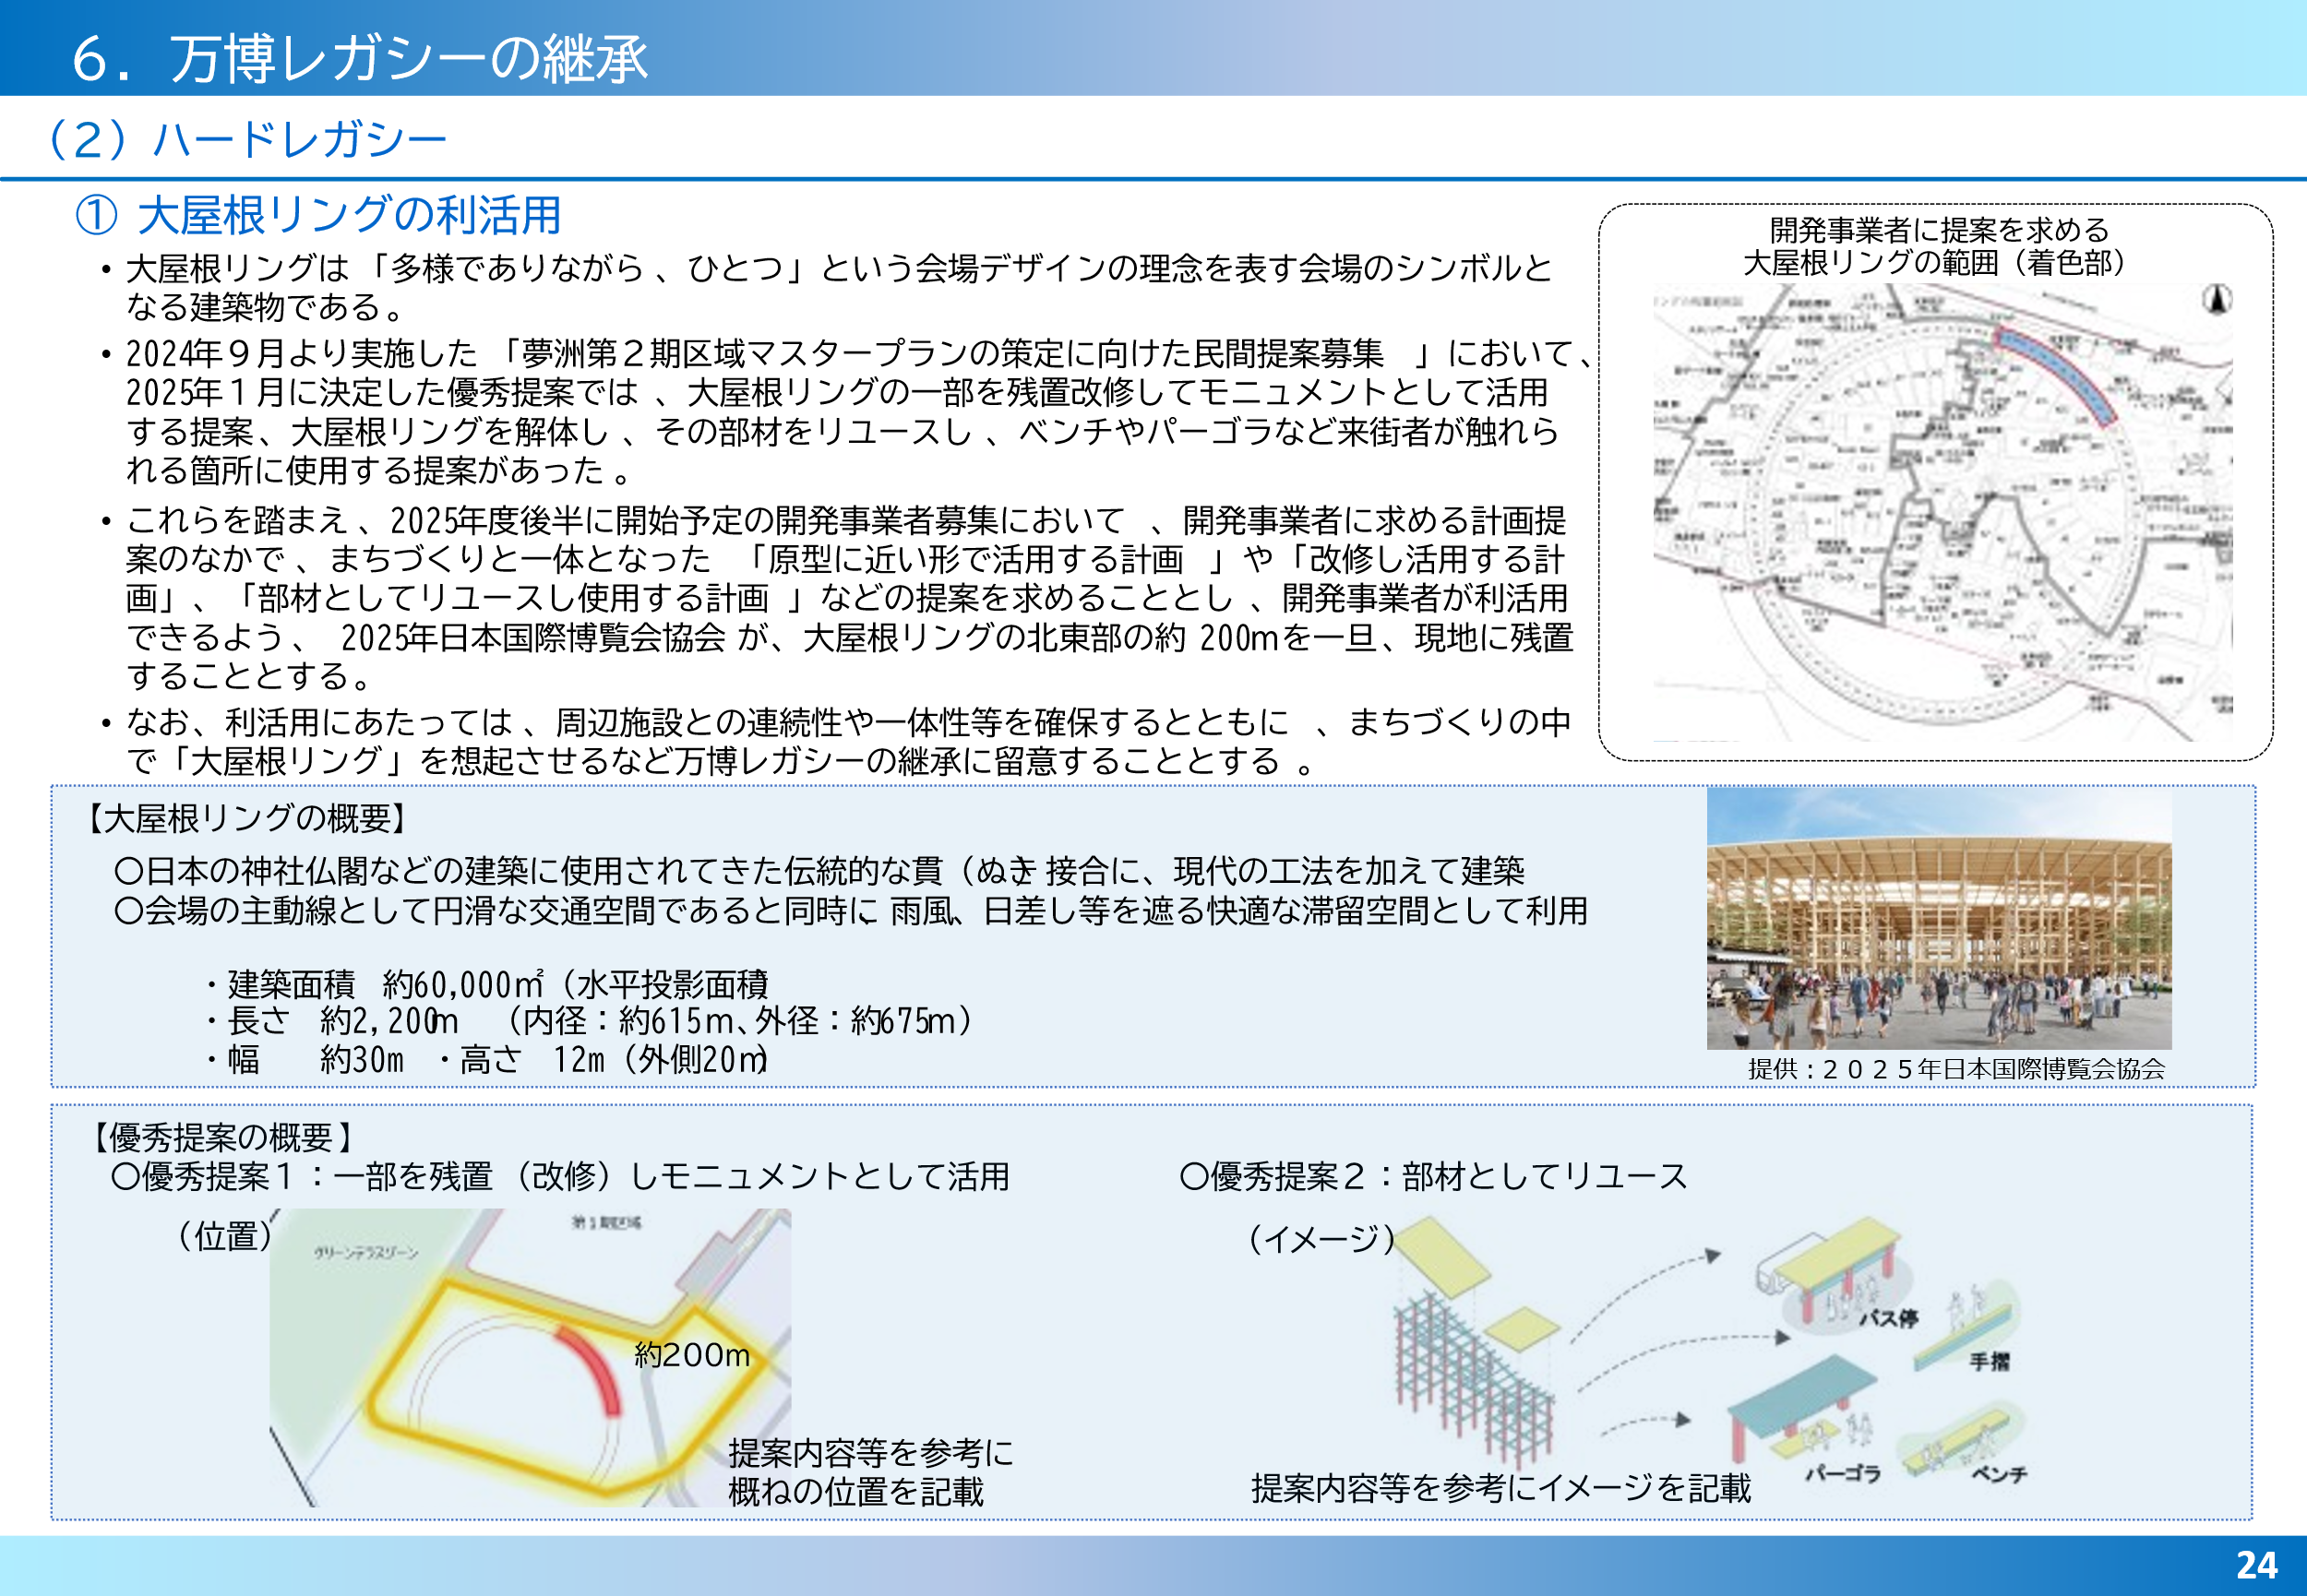 6．万博レガシーの継承
（2）ハードレガシー
① 大屋根リングの利活用
・大屋根リングは「多様でありながら、ひとつ」という会場デザインの理念を表す会場のシンボルと
なる建築物である。
・2024年９月より実施した「夢洲第２期区域マスタープランの策定に向けた民間提案募集」において、
2025年１月に決定した優秀提案では、大屋根リングの一部を残置改修してモニュメントとして活用
する提案、大屋根リングを解体し、その部材をリユースし、ベンチやパーゴラなど来街者が触れら
れる箇所に使用する提案があった。
・これらを踏まえ、2025年度後半に開始予定の開発事業者募集において、開発事業者に求める計画提
案のなかで、まちづくりと一体となった「原型に近い形で活用する計画」や「改修し活用する計
画」、「部材としてリユースし使用する計画」などの提案を求めることとし、開発事業者が利活用
できるよう、2025年日本国際博覧会協会が、大屋根リングの北東部の約200mを一旦、現地に残置
することとする。
・なお、利活用にあたっては、周辺施設との連続性や一体性等を確保するとともに、まちづくりの中
で「大屋根リング」を想起させるなど万博レガシーの継承に留意することとする。
開発事業者に提案を求める
大屋根リングの範囲（着色部）
【大屋根リングの概要】
〇日本の神社仏閣などの建築に使用されてきた伝統的な貫（ぬき）接合に、現代の工法を加えて建築
〇会場の主動線として円滑な交通空間であると同時に、雨風、日差し等を遮る快適な滞留空間として利用
・建築面積 約60,000㎡（水平投影面積）
・長さ 約2,200m （内径：約615m、外径：約675m）
・幅 約30m ・高さ 12m（外側20m）
提供：２０２５年日本国際博覧会協会
【優秀提案の概要】
〇優秀提案１：一部を残置（改修）しモニュメントとして活用
（位置）
第1期区域
グリーンテラスゾーン
約200m
提案内容等を参考に
概ねの位置を記載
〇優秀提案２：部材としてリユース
（イメージ）
バス停
手摺
パーゴラ
ベンチ
提案内容等を参考にイメージを記載
24